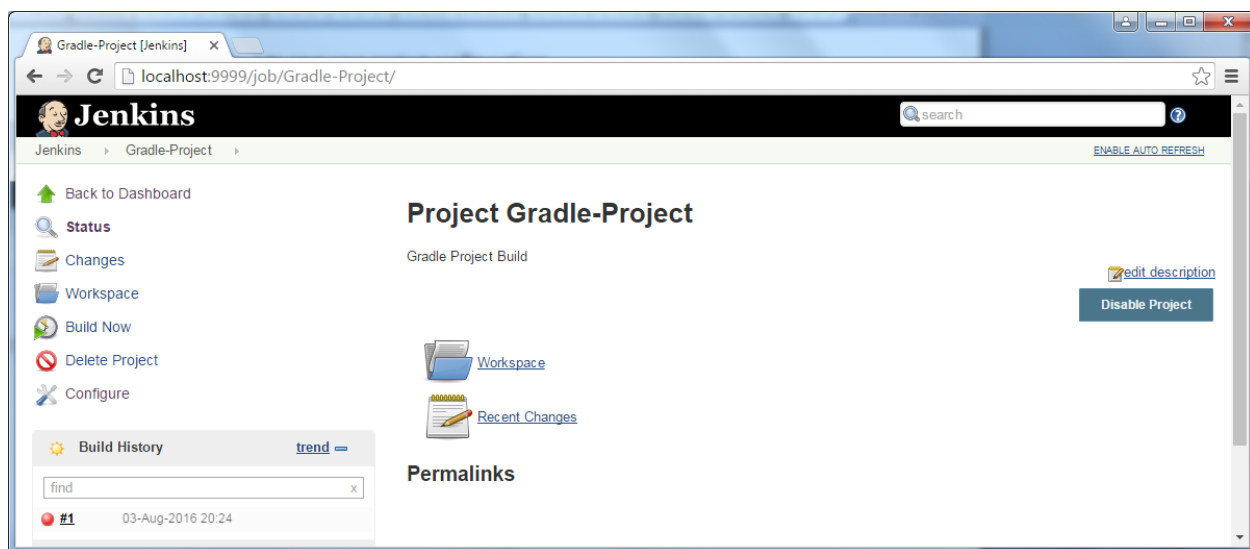 Gradle-Project [Jenkins] x
localhost:9999/job/Gradle-Project/
Jenkins
search
Jenkins Gradle-Project
ENABLE AUTO REFRESH
Back to Dashboard
Status
Changes
Workspace
Build Now
Delete Project
Configure
Build History trend
find x
#1 03-Aug-2016 20:24
Project Gradle-Project
Gradle Project Build
edit description
Disable Project
Workspace
Recent Changes
Permalinks